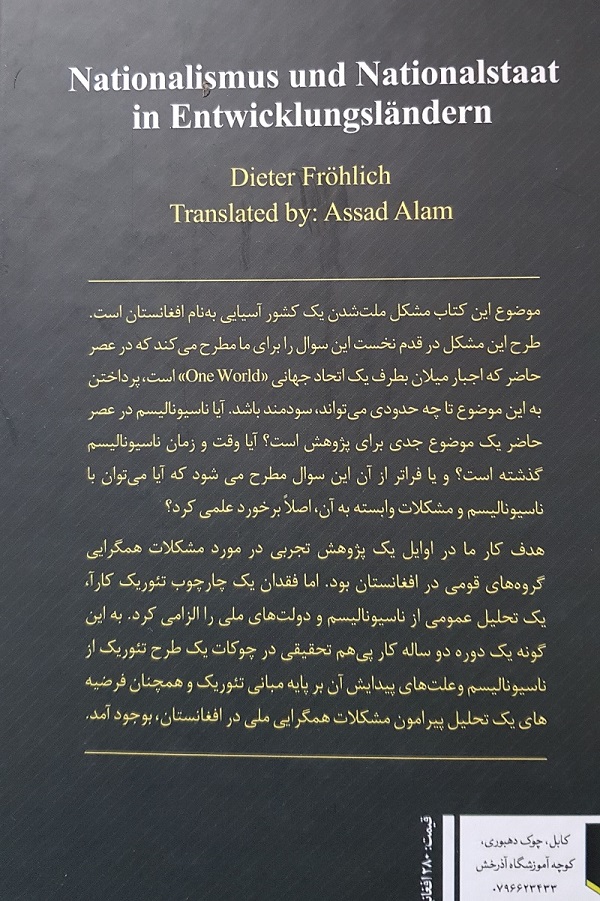 Nationalismus und Nationalstaat
in Entwicklungsländern
Dieter Fröhlich
Translated by: Assad Alam
موضوع این کتاب مشکل ملت‌شدن یک کشور آسیایی به‌نام افغانستان است.
طرح این مشکل در قدم نخست این سوال را برای ما مطرح می‌کند که در عصر
حاضر که اجبار میلان بطرف یک اتحاد جهانی «One World» است، پرداختن
به این موضوع تا چه حدودی می‌تواند، سودمند باشد. آیا ناسیونالیسم در عصر
حاضر یک موضوع جدی برای پژوهش است؟ آیا وقت و زمان ناسیونالیسم
گذشته است؟ و یا فراتر از آن این سوال مطرح می شود که آیا می‌توان با
ناسیونالیسم و مشکلات وابسته به آن، اصلاً برخورد علمی کرد؟
هدف کار ما در اوایل یک پژوهش تجربی در مورد مشکلات همگرایی
گروه‌های قومی در افغانستان بود. اما فقدان یک چارچوب تئوریک کارآ،
یک تحلیل عمومی از ناسیونالیسم و دولت‌های ملی را الزامی کرد. به این
گونه یک دوره دو ساله کار پی‌هم تحقیقی در چوکات یک طرح تئوریک از
ناسیونالیسم وعلت‌های پیدایش آن بر پایه مبانی تئوریک و همچنان فرضیه
های یک تحلیل پیرامون مشکلات همگرایی ملی در افغانستان، بوجود آمد.
قیمت: ۲۸۰
کابل، چوک دهبوری،
کوچه آموزشگاه آذرخش
۰۷۹۶۶۲۳۴۳۳